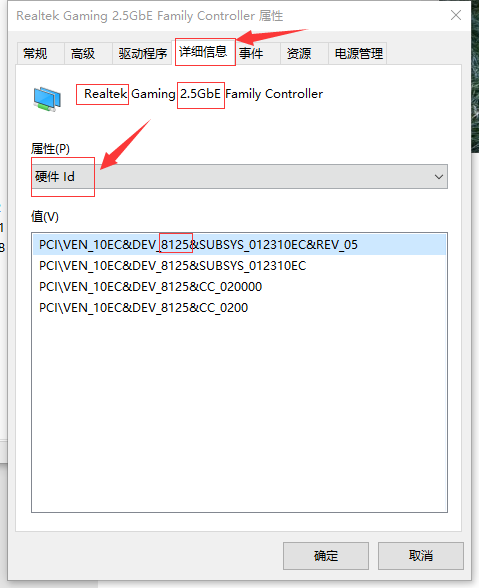 Realtek Gaming 2.5GbE Family Controller 属性
常规 高级 驱动程序 详细信息 事件 资源 电源管理
Realtek Gaming 2.5GbE Family Controller
属性(P)
硬件 Id
值(V)
PCI\VEN_10EC&DEV_8125&SUBSYS_012310EC&REV_05
PCI\VEN_10EC&DEV_8125&SUBSYS_012310EC
PCI\VEN_10EC&DEV_8125&CC_020000
PCI\VEN_10EC&DEV_8125&CC_0200
确定 取消
1
8